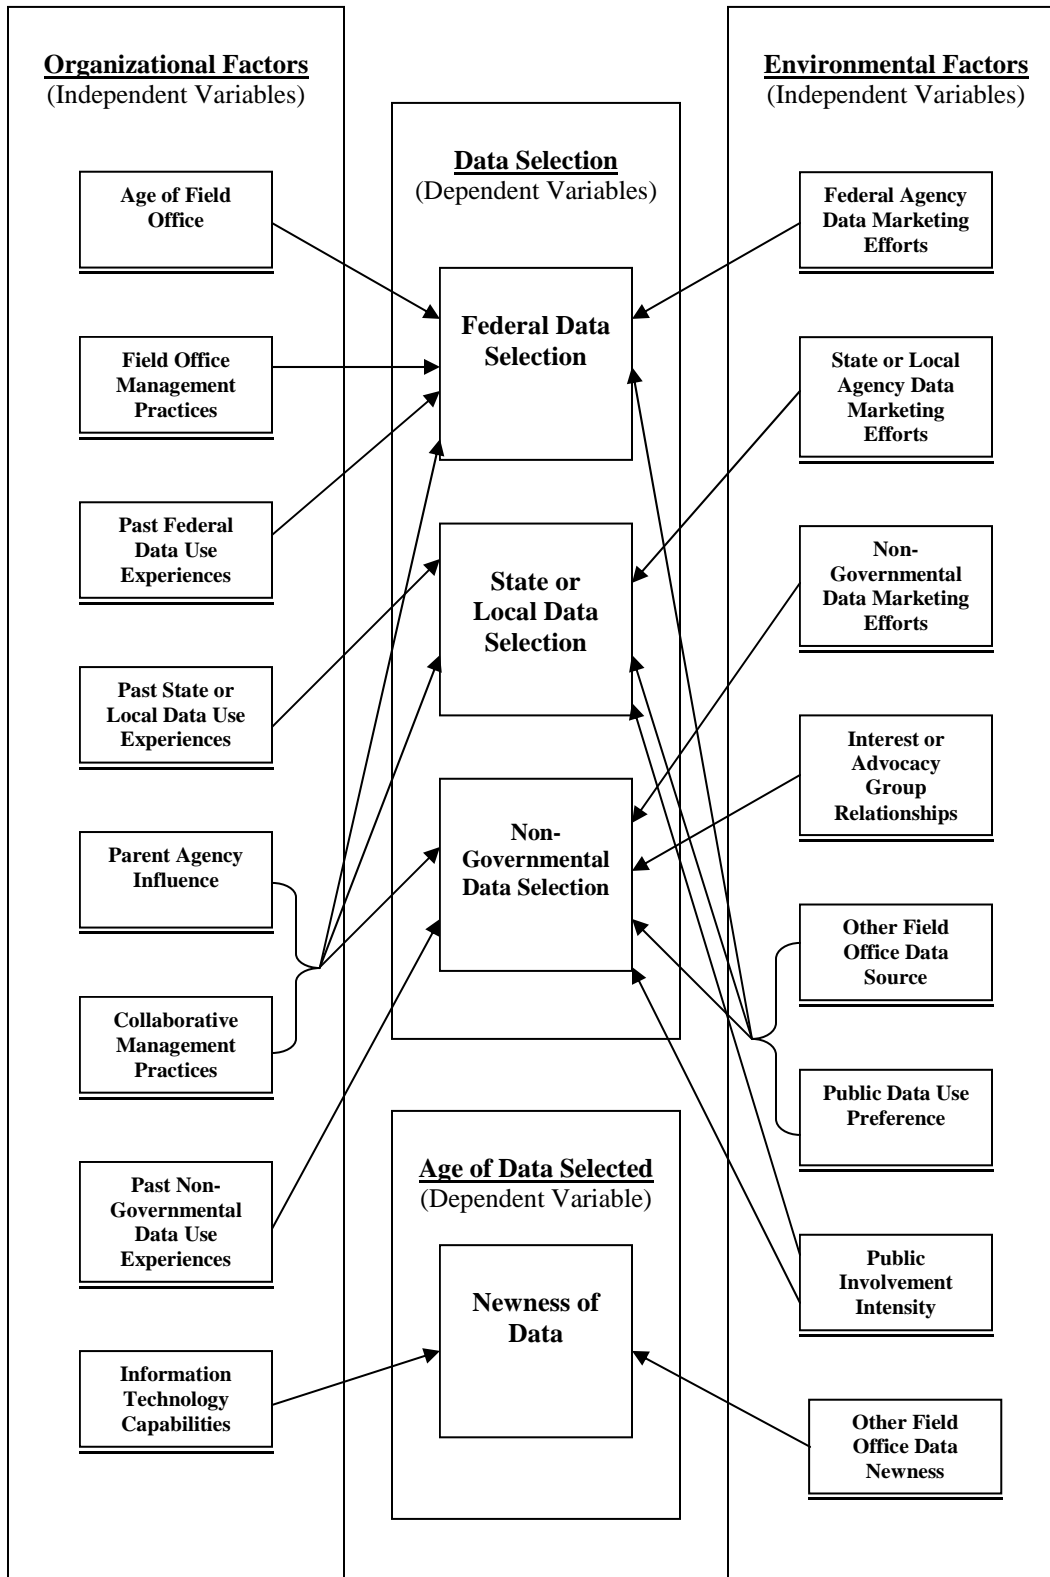 Organizational Factors
(Independent Variables)
Age of Field
Office
Field Office
Management
Practices
Past Federal
Data Use
Experiences
Past State or
Local Data Use
Experiences
Parent Agency
Influence
Collaborative
Management
Practices
Past Non-
Governmental
Data Use
Experiences
Information
Technology
Capabilities
Data Selection
(Dependent Variables)
Federal Data
Selection
State or
Local Data
Selection
Non-
Governmental
Data Selection
Age of Data Selected
(Dependent Variable)
Newness of
Data
Environmental Factors
(Independent Variables)
Federal Agency
Data Marketing
Efforts
State or Local
Agency Data
Marketing
Efforts
Non-
Governmental
Data Marketing
Efforts
Interest or
Advocacy
Group
Relationships
Other Field
Office Data
Source
Public Data Use
Preference
Public
Involvement
Intensity
Other Field
Office Data
Newness